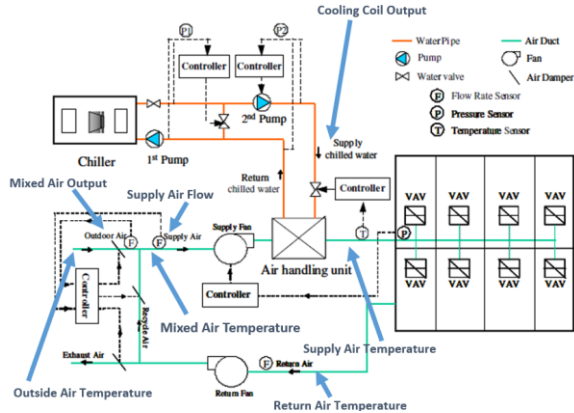 Cooling Coil Output
P1
P2
Controller
Controller
WaterPipe
Air Duct
Pump
Fan
Water valve
Air Damper
F Flow Rate Sensor
P Pressure Sensor
T Temperature Sensor
2nd Pump
Chiller
1st Pump
Supply
chilled water
Return
chilled water
Controller
Mixed Air Output
Supply Air Flow
Outdoor Air
F
F
Supply Air
Supply Fan
T
P
VAV
VAV
VAV
VAV
VAV
VAV
VAV
VAV
Air handling unit
Controller
Controller
Recycle Air
Mixed Air Temperature
Supply Air Temperature
Exhaust Air
F
Return Air
Return Fan
Outside Air Temperature
Return Air Temperature